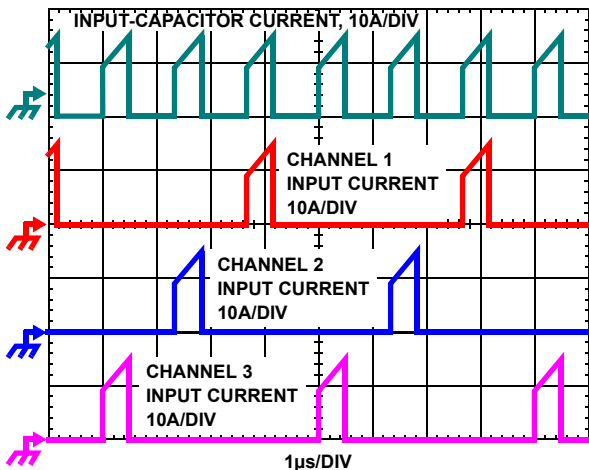 INPUT-CAPACITOR CURRENT, 10A/DIV
CHANNEL 1
INPUT CURRENT
10A/DIV
CHANNEL 2
INPUT CURRENT
10A/DIV
CHANNEL 3
INPUT CURRENT
10A/DIV
1µs/DIV